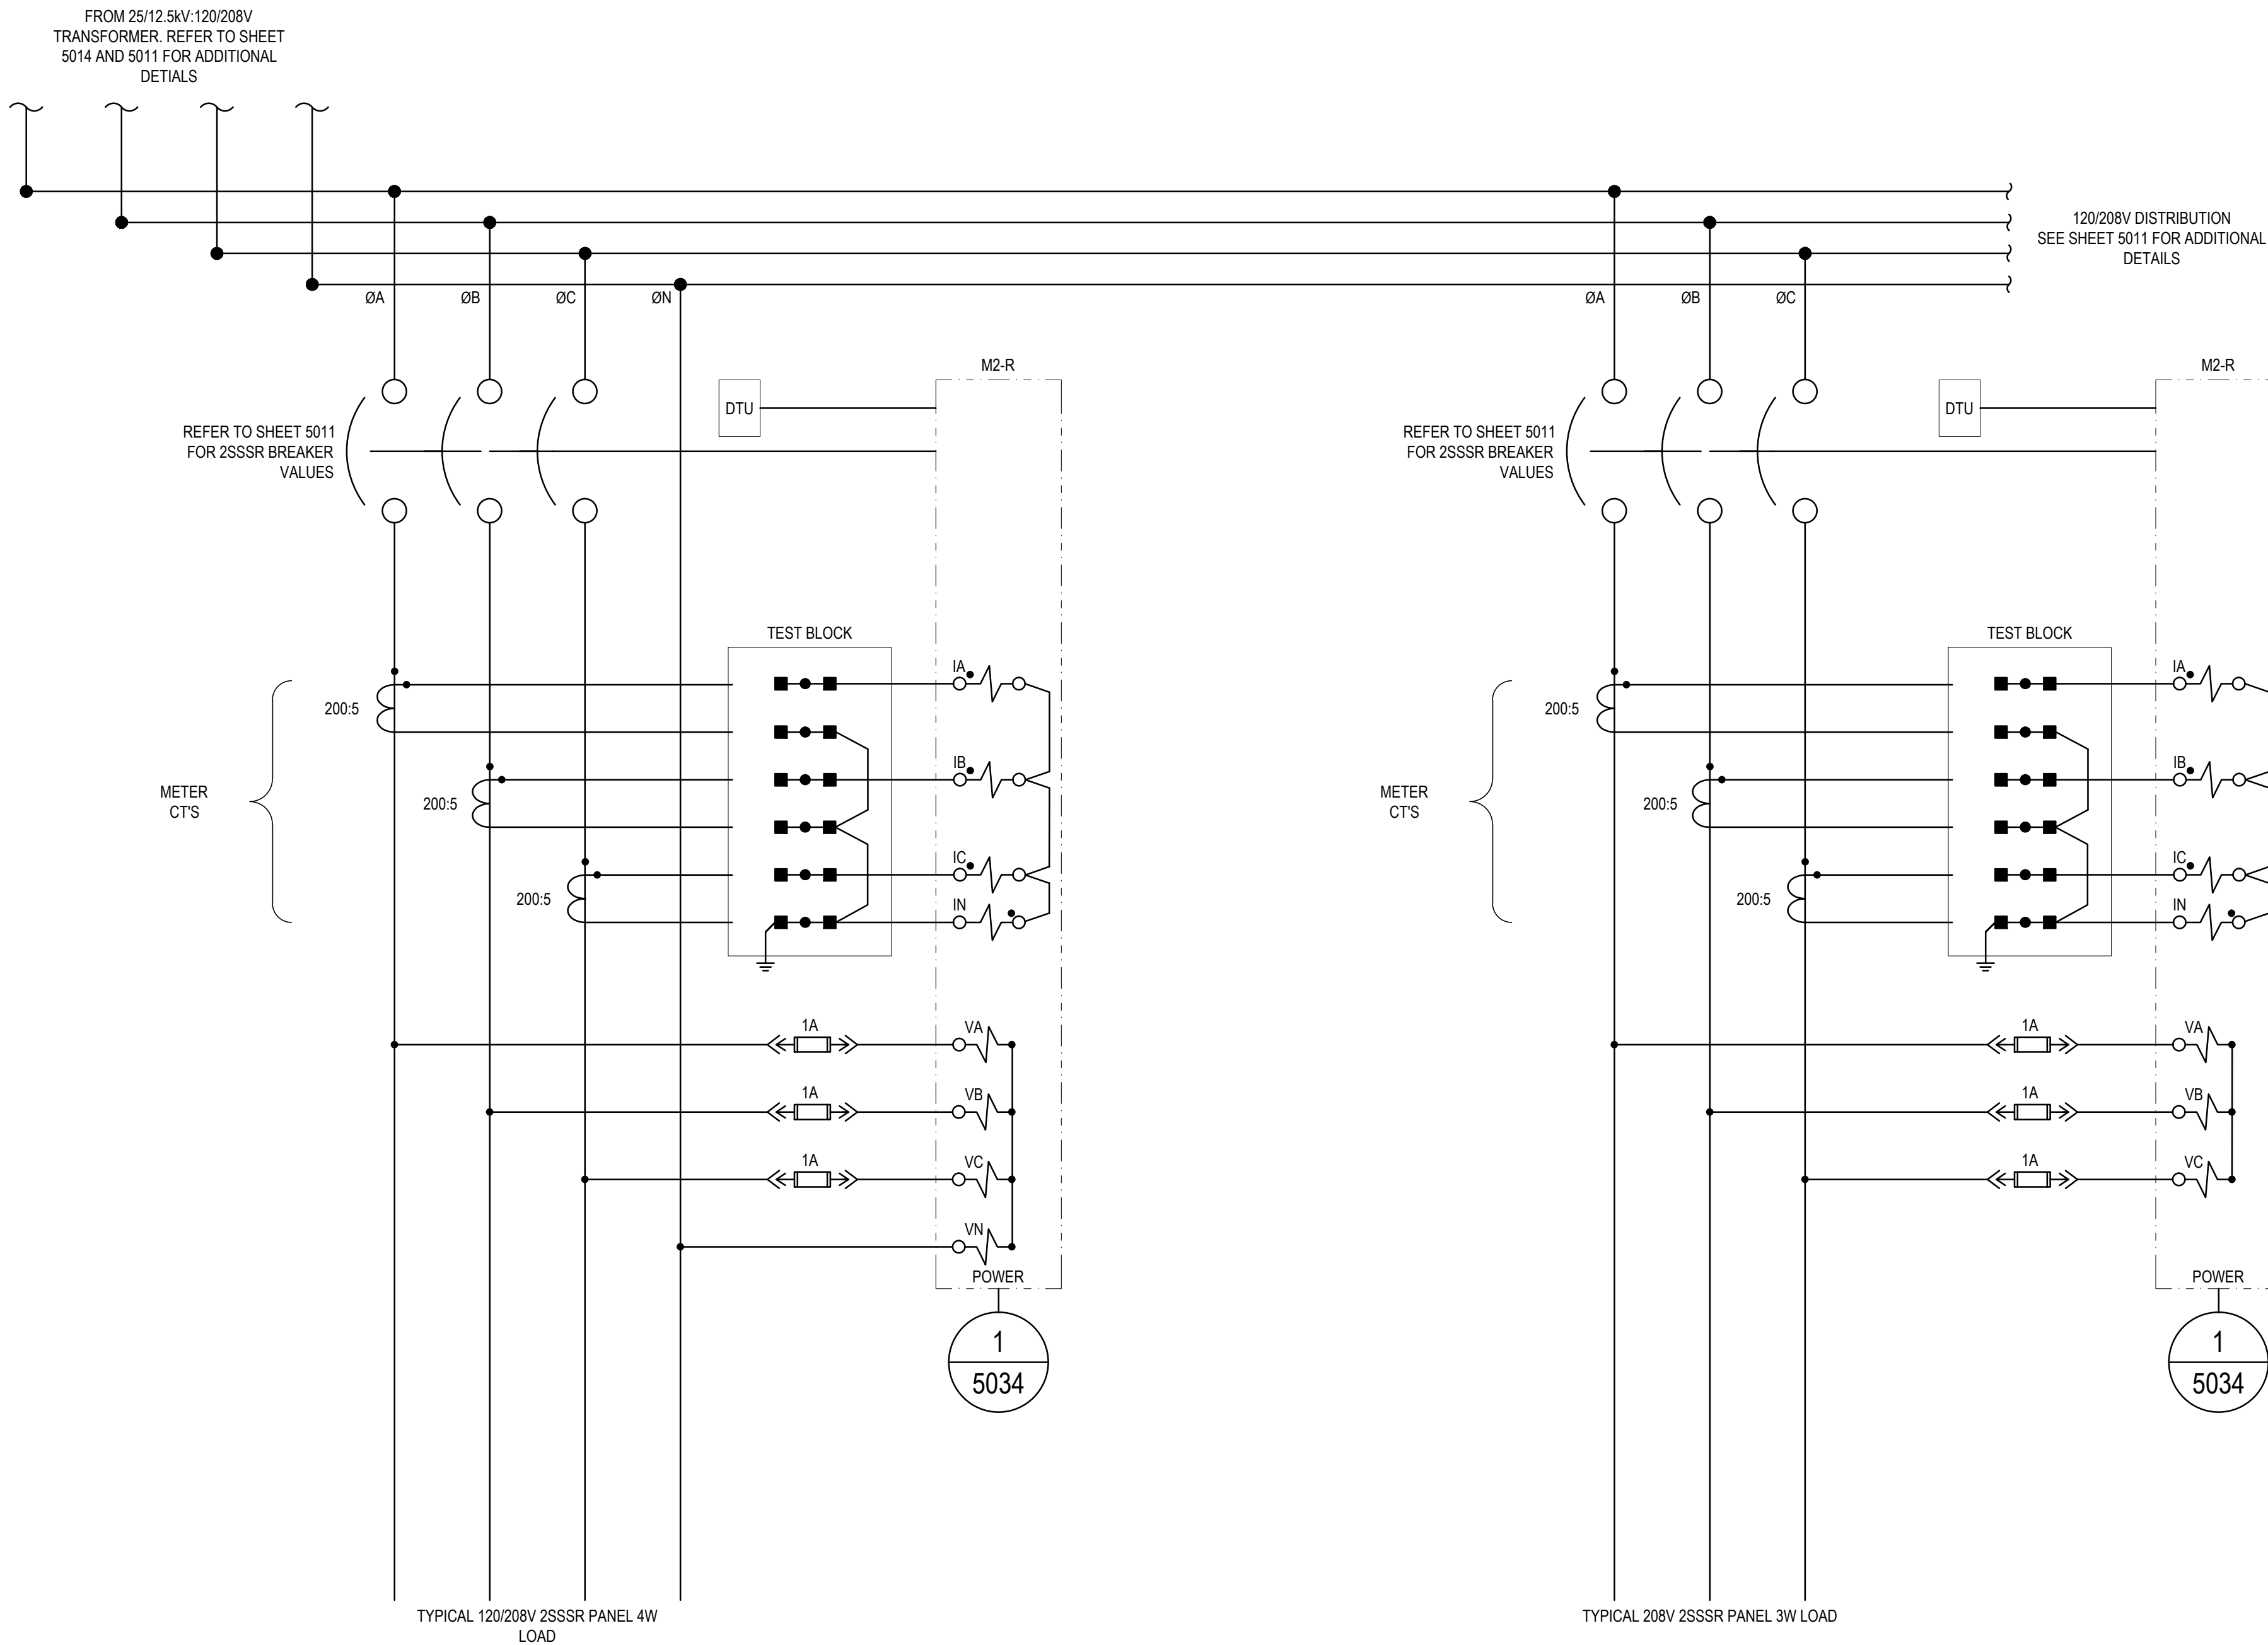 FROM 25/12.5kV:120/208V
TRANSFORMER. REFER TO SHEET
5014 AND 5011 FOR ADDITIONAL
DETIALS
120/208V DISTRIBUTION
SEE SHEET 5011 FOR ADDITIONAL
DETAILS
ØA
ØB
ØC
ØN
M2-R
DTU
REFER TO SHEET 5011
FOR 2SSSR BREAKER
VALUES
TEST BLOCK
METER
CT'S
200:5
200:5
200:5
IA
IB
IC
IN
1A
VA
1A
VB
1A
VC
VN
POWER
1
5034
TYPICAL 120/208V 2SSSR PANEL 4W
LOAD
ØA
ØB
ØC
M2-R
DTU
REFER TO SHEET 5011
FOR 2SSSR BREAKER
VALUES
TEST BLOCK
METER
CT'S
200:5
200:5
200:5
IA
IB
IC
IN
1A
VA
1A
VB
1A
VC
POWER
1
5034
TYPICAL 208V 2SSSR PANEL 3W LOAD